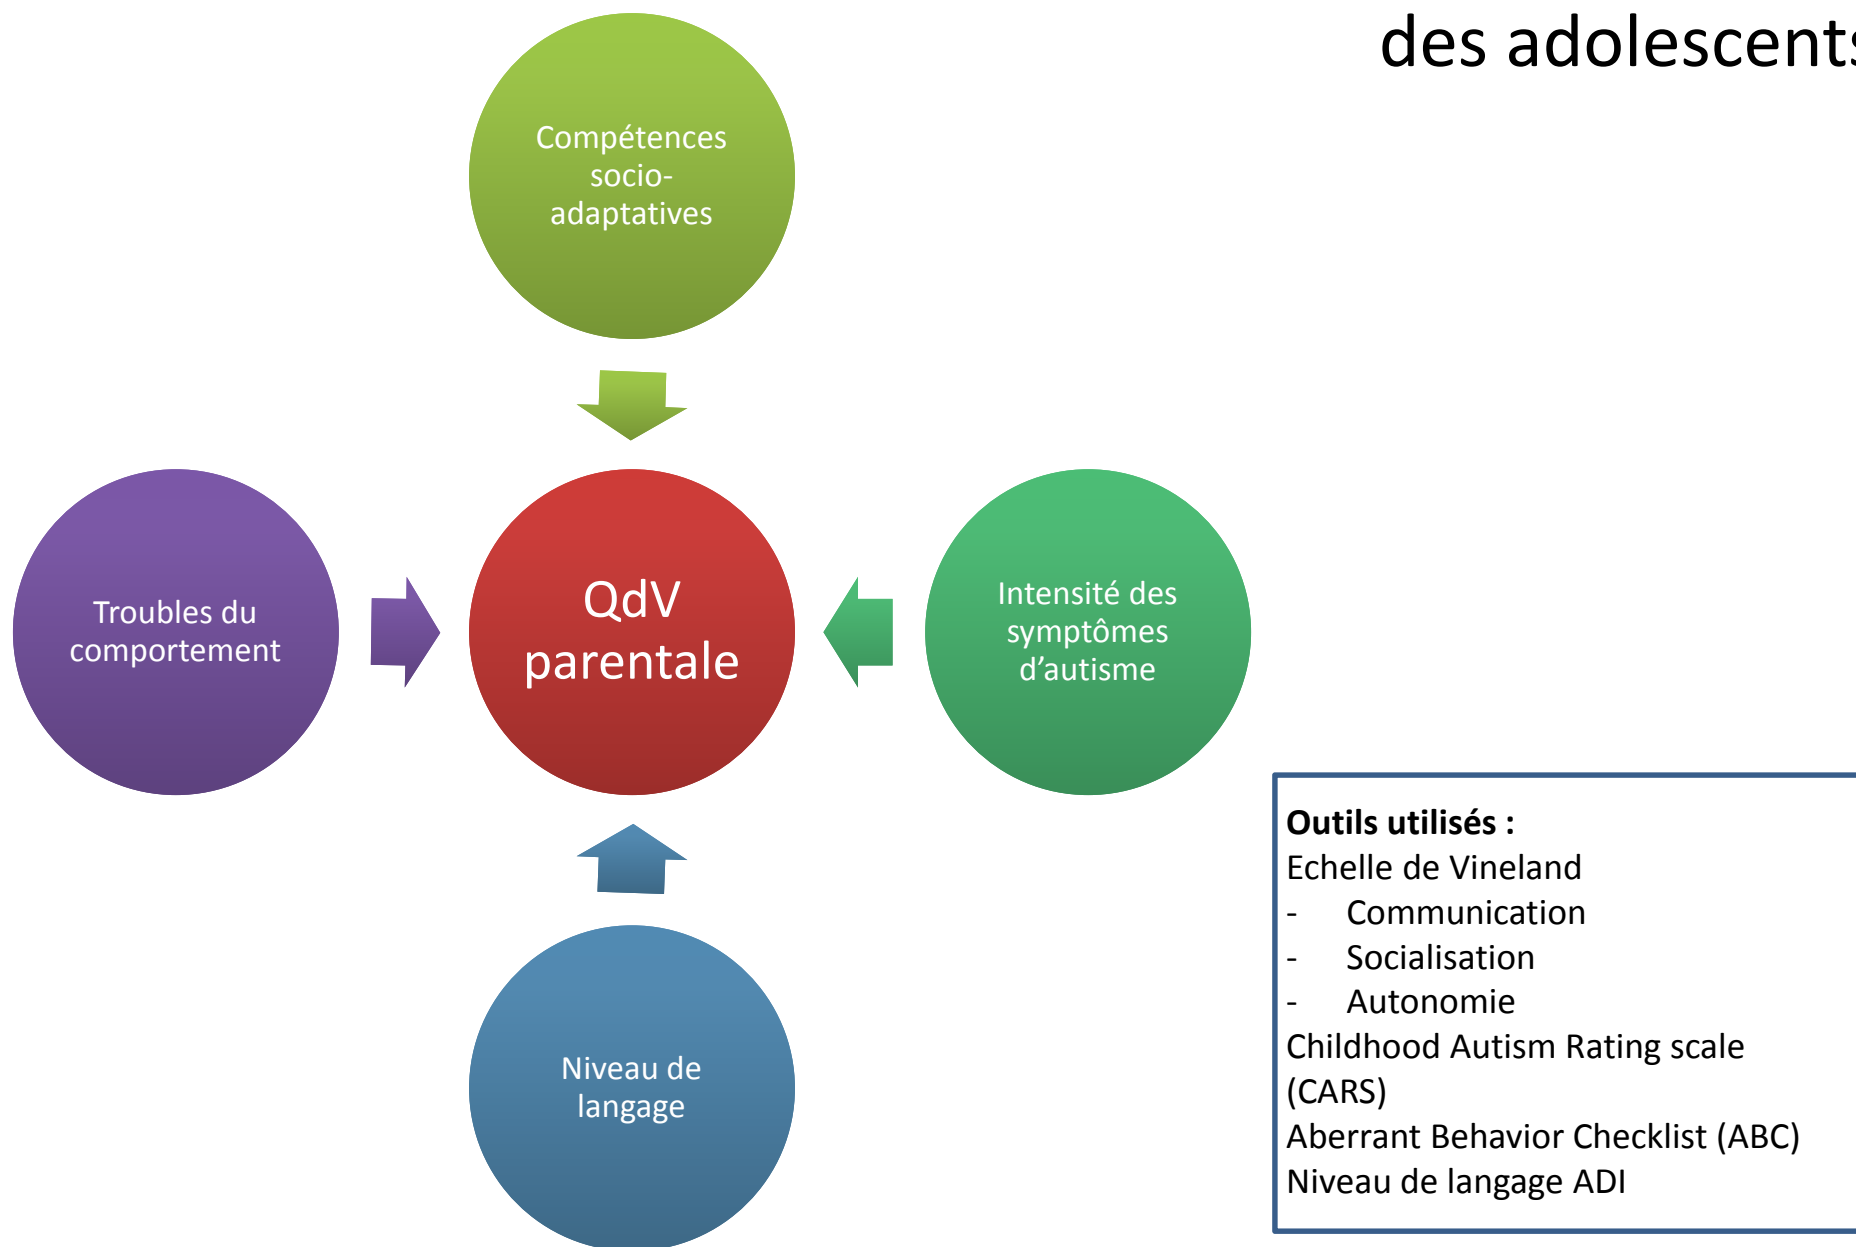 des adolescents
Compétences
socio-
adaptatives
Troubles du
comportement
QdV
parentale
Intensité des
symptômes
d’autisme
Niveau de
langage
Outils utilisés :
Echelle de Vineland
- Communication
- Socialisation
- Autonomie
Childhood Autism Rating scale
(CARS)
Aberrant Behavior Checklist (ABC)
Niveau de langage ADI